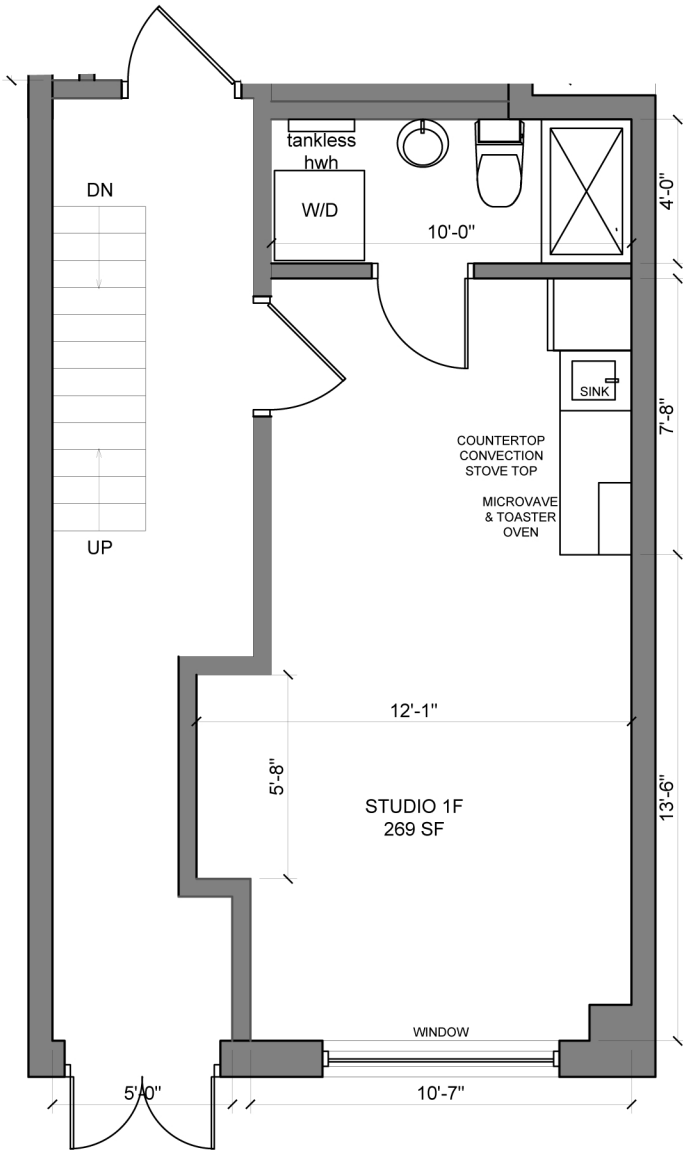 tankless
hwh
DN
W/D
4'-0"
10'-0"
SINK
7'-8"
COUNTERTOP
CONVECTION
STOVE TOP
MICROVAVE
& TOASTER
OVEN
UP
12'-1"
5'-8"
13'-6"
STUDIO 1F
269 SF
WINDOW
5'-0"
10'-7"